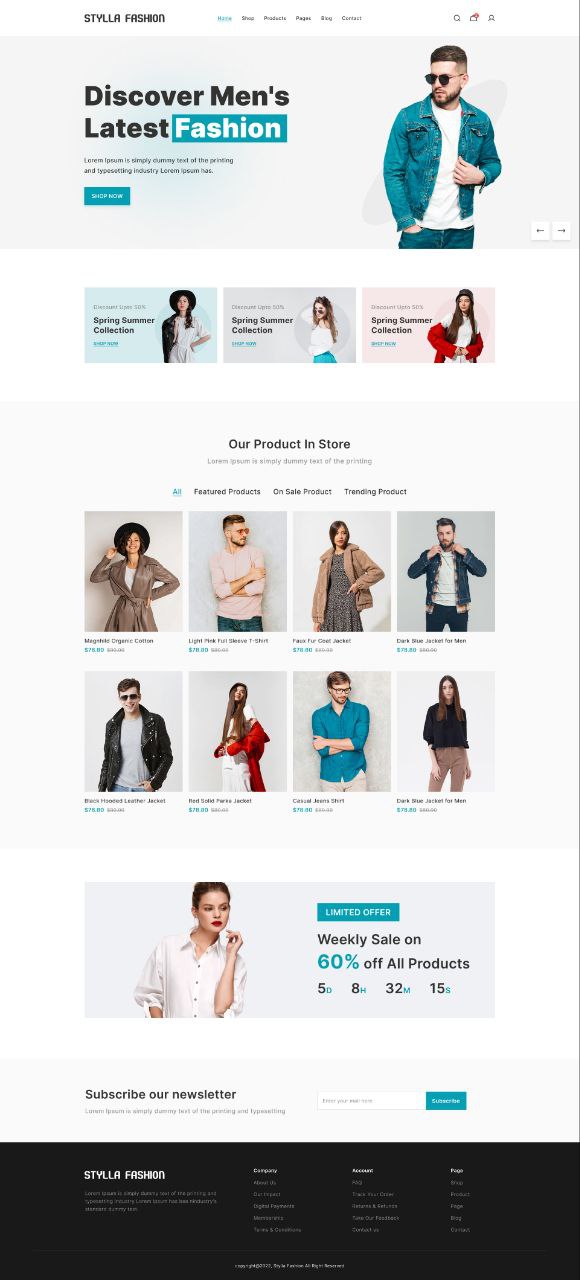 STYLLA FASHION
Home Shop Products Pages Blog Contact
Discover Men's
Latest Fashion
Lorem Ipsum is simply dummy text of the printing
and typesetting industry Lorem Ipsum has.
SHOP NOW
Discount Upto 50%
Spring Summer
Collection
SHOP NOW
Discount Upto 50%
Spring Summer
Collection
SHOP NOW
Discount Upto 50%
Spring Summer
Collection
SHOP NOW
Our Product In Store
Lorem Ipsum is simply dummy text of the printing
All Featured Products On Sale Product Trending Product
Magnhild Organic Cotton
$76.80 $80.00
Light Pink Full Sleeve T-Shirt
$78.80 $80.00
Faux Fur Coat Jacket
$76.80 $80.00
Dark Blue Jacket for Men
$76.80 $80.00
Black Hooded Leather Jacket
$76.80 $80.00
Red Solid Parka Jacket
$78.80 $80.00
Casual Jeans Shirt
$76.80 $80.00
Dark Blue Jacket for Men
$76.80 $80.00
LIMITED OFFER
Weekly Sale on
60% off All Products
5D 8H 32M 15S
Subscribe our newsletter
Lorem Ipsum is simply dummy text of the printing and typesetting
Enter your mail here
Subscribe
STYLLA FASHION
Lorem Ipsum is simply dummy text of the printing and
typesetting industry Lorem Ipsum has been nindustry's
standard dummy text.
Company
About Us
Our Impact
Digital Payments
Membership
Terms & Conditions
Account
FAQ
Track Your Order
Returns & Refunds
Take Our Feedback
Contact us
Page
Shop
Product
Page
Blog
Contact
copyright@2022, Stylla Fashion All Right Reserved